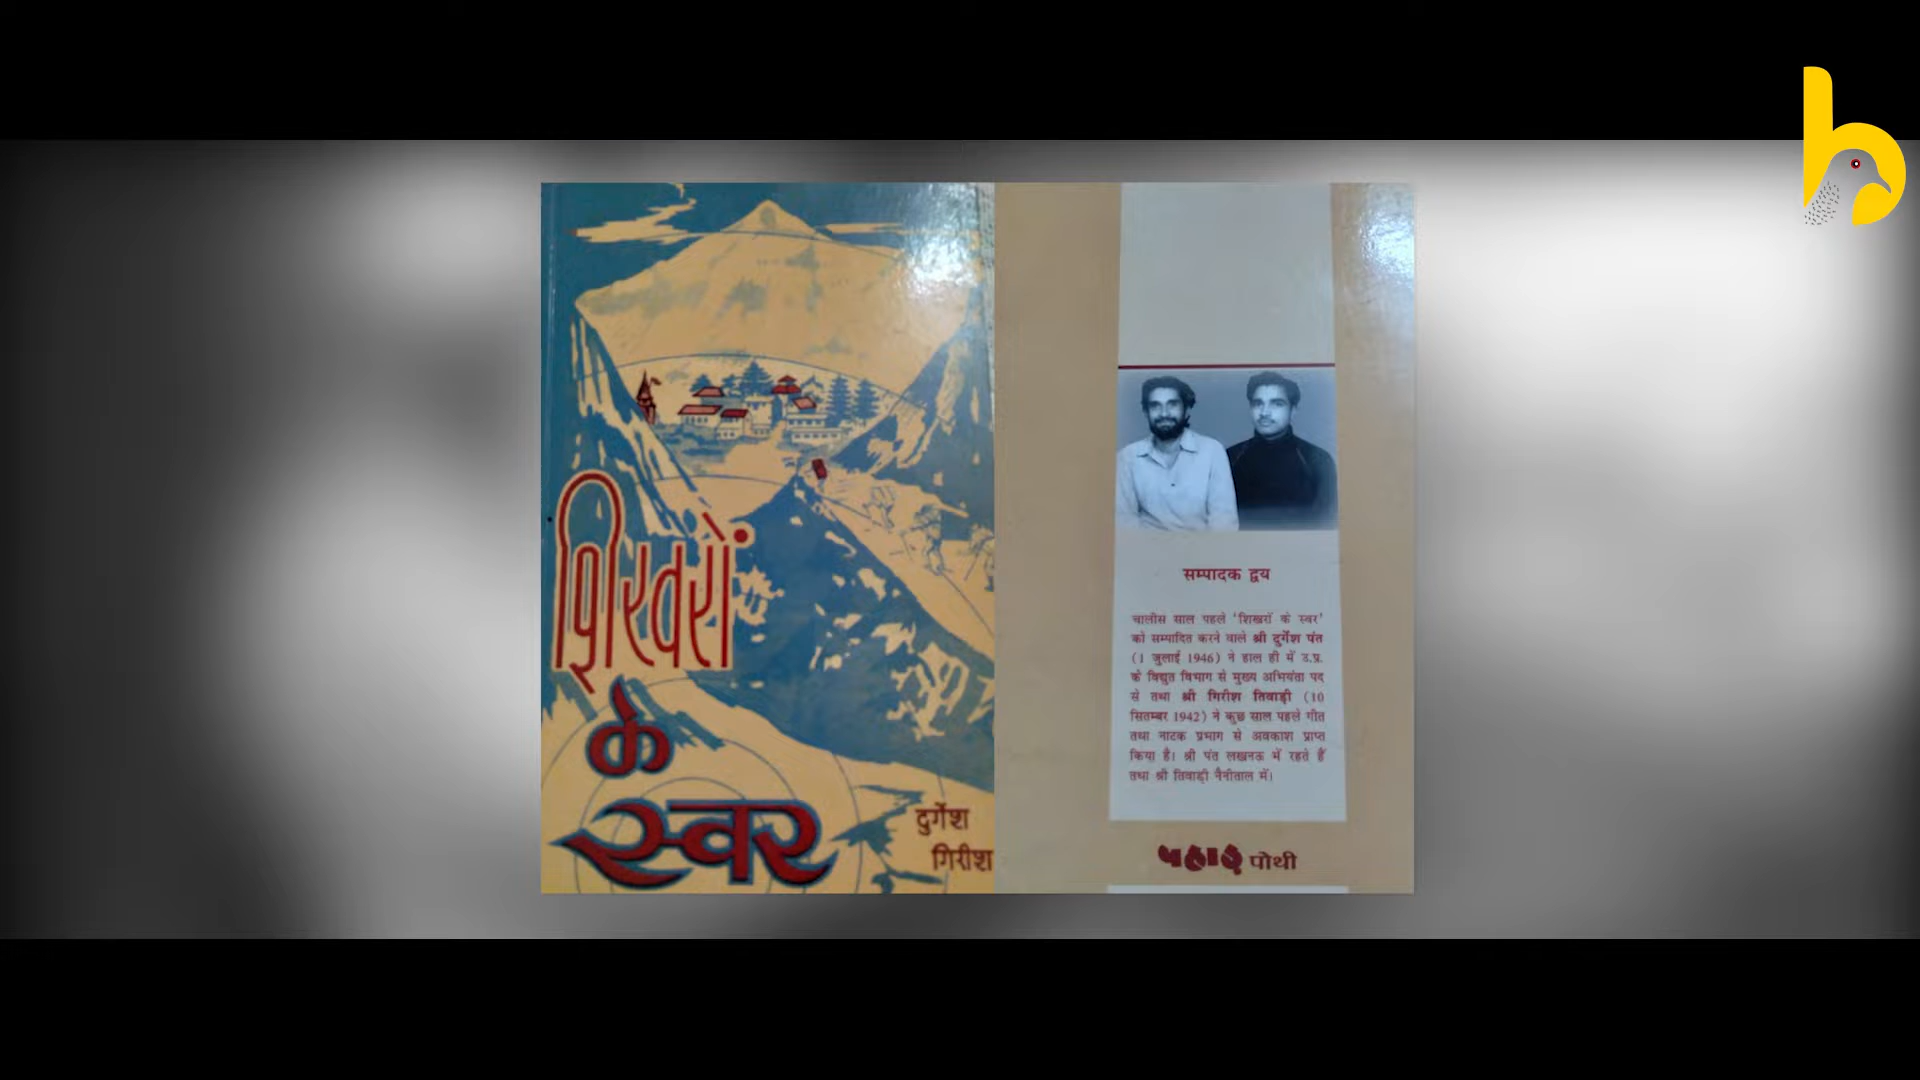 शिखरों
के
स्वर
दुर्गेश
गिरीश
सम्पादक द्वय
चालीस साल पहले 'शिखरों के स्वर'
को सम्पादित करने वाले श्री दुर्गेश पंत
(1 जुलाई 1946) ने हाल ही में उ.प्र.
के विद्युत विभाग से मुख्य अभियंता पद
से तथा श्री गिरीश तिवाड़ी (10
सितम्बर 1942) ने कुछ साल पहले गीत
तथा नाटक प्रभाग से अवकाश प्राप्त
किया है। श्री पंत लखनऊ में रहते हैं
तथा श्री तिवाड़ी नैनीताल में।
पहाड़ पोथी